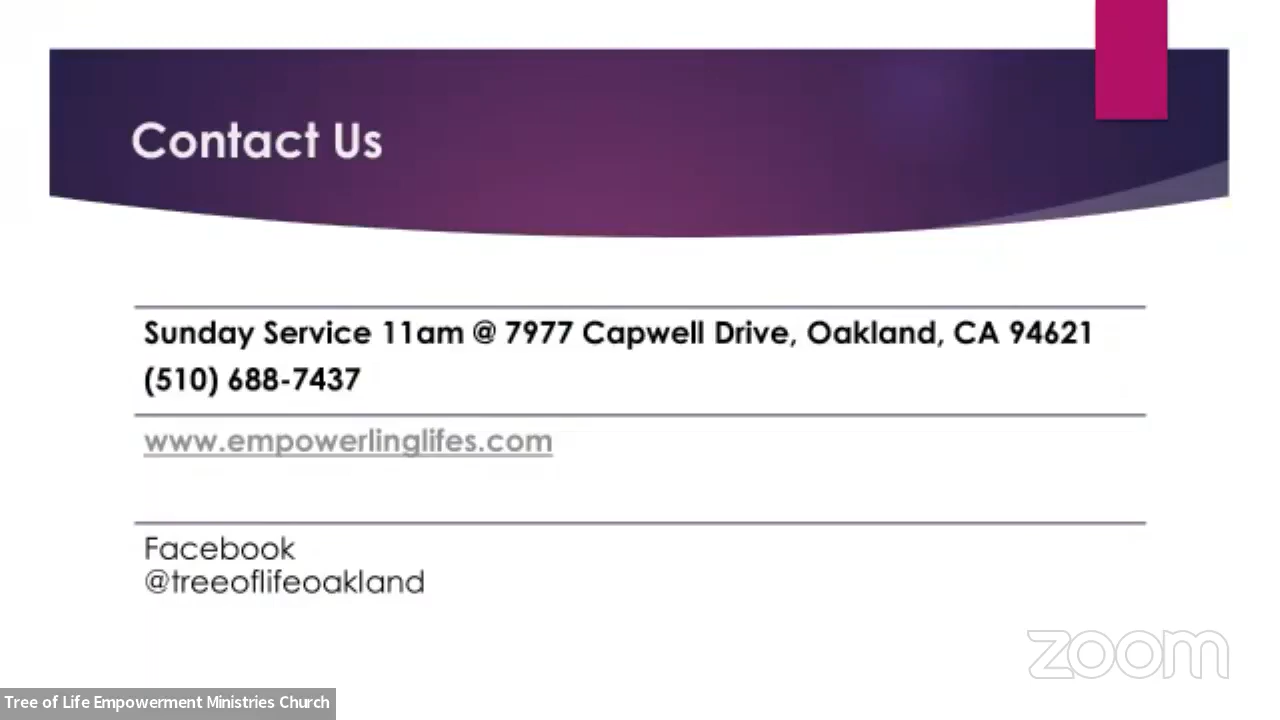 Contact Us
Sunday Service 11am @ 7977 Capwell Drive, Oakland, CA 94621
(510) 688-7437
www.empowerlinglifes.com
Facebook
@treeoflifeoakland
zoom
Tree of Life Empowerment Ministries Church